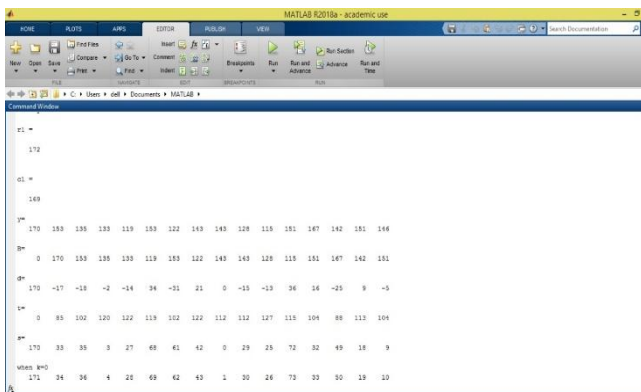 MATLAB R2018a - academic use
HOME PLOTS APPS EDITOR PUBLISH VIEW
Search Documentation
New Open Save Find Files Compare Print Go To Find Insert Comment Indent Breakpoints Run Run and Advance Run Section Advance Run and Time
FILE NAVIGATE EDIT BREAKPOINTS RUN
C: Users dell Documents MATLAB
Command Window
r1 =
172
c1 =
169
y=
170 153 135 133 119 153 122 143 143 128 115 151 167 142 151 146
B=
0 170 153 135 133 119 153 122 143 143 128 115 151 167 142 151
d=
170 -17 -18 -2 -14 34 -31 21 0 -15 -13 36 16 -25 9 -5
0 85 102 120 122 119 102 122 112 112 127 115 104 88 113 104
170 33 35 3 27 68 61 42 0 29 25 72 32 49 18 9
when k=0
171 34 36 4 28 69 62 43 1 30 26 73 33 50 19 10
fx